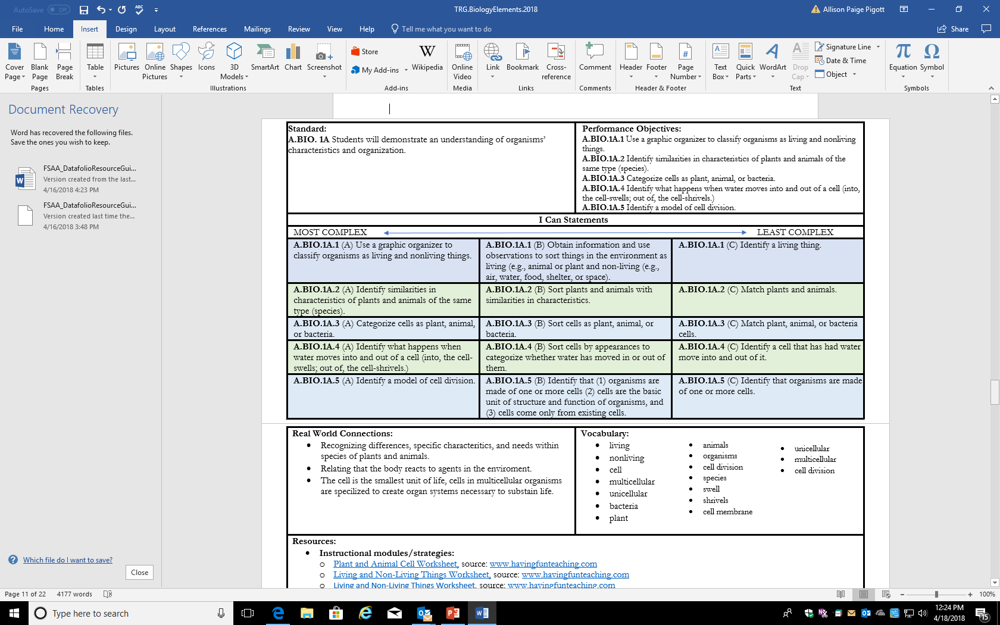 AutoSave Off
ABC
TRG.BiologyElements.2018
Allison Paige Pigott
File Home Insert Design Layout References Mailings Review View Help Tell me what you want to do
Share
Cover Page
Blank Page
Page Break
Table
Pictures
Online Pictures
Shapes
Icons
3D Models
SmartArt
Chart
Screenshot
Store
My Add-ins
W
Wikipedia
Online Video
Link
Bookmark
Cross-reference
Comment
Header
Footer
Page Number
Text Box
Quick Parts
WordArt
Drop Cap
Signature Line
Date & Time
Object
π
Equation
Ω
Symbol
Pages Tables Illustrations Add-ins Media Links Comments Header & Footer Text Symbols
Document Recovery
Word has recovered the following files.
Save the ones you wish to keep.
FSAA_DatafolioResourceGui...
Version created from the last...
4/16/2018 4:23 PM
FSAA_DatafolioResourceGui...
Version created last time the...
4/16/2018 3:48 PM
Which file do I want to save?
Close
Standard:
A.BIO. 1A Students will demonstrate an understanding of organisms’
characteristics and organization.
Performance Objectives:
A.BIO.1A.1 Use a graphic organizer to classify organisms as living and nonliving
things.
A.BIO.1A.2 Identify similarities in characteristics of plants and animals of the
same type (species).
A.BIO.1A.3 Categorize cells as plant, animal, or bacteria.
A.BIO.1A.4 Identify what happens when water moves into and out of a cell (into,
the cell-swells; out of, the cell-shrivels.)
A.BIO.1A.5 Identify a model of cell division.
I Can Statements
MOST COMPLEX LEAST COMPLEX
A.BIO.1A.1 (A) Use a graphic organizer to
classify organisms as living and nonliving things.
A.BIO.1A.1 (B) Obtain information and use
observations to sort things in the environment as
living (e.g., animal or plant and non-living (e.g.,
air, water, food, shelter, or space).
A.BIO.1A.1 (C) Identify a living thing.
A.BIO.1A.2 (A) Identify similarities in
characteristics of plants and animals of the same
type (species).
A.BIO.1A.2 (B) Sort plants and animals with
similarities in characteristics.
A.BIO.1A.2 (C) Match plants and animals.
A.BIO.1A.3 (A) Categorize cells as plant, animal,
or bacteria.
A.BIO.1A.3 (B) Sort cells as plant, animal, or
bacteria.
A.BIO.1A.3 (C) Match plant, animal, or bacteria
cells.
A.BIO.1A.4 (A) Identify what happens when
water moves into and out of a cell (into, the cell-
swells; out of, the cell-shrivels.)
A.BIO.1A.4 (B) Sort cells by appearances to
categorize whether water has moved in or out of
them.
A.BIO.1A.4 (C) Identify a cell that has had water
move into and out of it.
A.BIO.1A.5 (A) Identify a model of cell division.
A.BIO.1A.5 (B) Identify that (1) organisms are
made of one or more cells (2) cells are the basic
unit of structure and function of organisms, and
(3) cells come only from existing cells.
A.BIO.1A.5 (C) Identify that organisms are made
of one or more cells.
Real World Connections:
• Recognizing differences, specific characteritics, and needs within
species of plants and animals.
• Relating that the body reacts to agents in the enviroment.
• The cell is the smallest unit of life, cells in multicellular organisms
are specilized to create organ systems necessary to substain life.
Vocabulary:
• living
• nonliving
• cell
• multicellular
• unicellular
• bacteria
• plant
• animals
• organisms
• cell division
• species
• swell
• shrivels
• cell membrane
• unicellular
• multicellular
• cell division
Resources:
• Instructional modules/strategies:
o Plant and Animal Cell Worksheet, source: www.havingfunteaching.com
o Living and Non-Living Things Worksheet, source: www.havingfunteaching.com
o Living and Non-Living Things Worksheet, source: www.havingfunteaching.com
Page 11 of 22 4177 words
100%
Type here to search
12:24 PM
4/18/2018
15